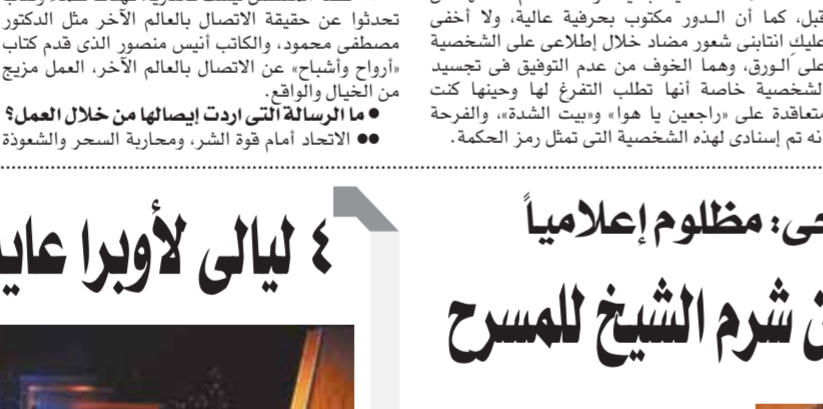 قبل، كما أن الدور مكتوب بحرفية عالية، ولا أخفى
عليكِ انتابنى شعور مضاد خلال إطلاعى على الشخصية
على الورق، وهما الخوف من عدم التوفيق فى تجسيد
الشخصية خاصة أنها تطلب التفرغ لها وحينها كنت
متعاقدة على «راجعين يا هوا» و«بيت الشدة»، والفرحة
أنه تم إسنادى لهذه الشخصية التى تمثل رمز الحكمة.
تحدثوا عن حقيقة الاتصال بالعالم الآخر مثل الدكتور
مصطفى محمود، والكاتب أنيس منصور الذى قدم كتاب
«أرواح وأشباح» عن الاتصال بالعالم الآخر، العمل مزيج
من الخيال والواقع.
● ما الرسالة التى اردت إيصالها من خلال العمل؟
●● الاتحاد أمام قوة الشر، ومحاربة السحر والشعوذة
مظلوم إعلامياً
شرم الشيخ للمسرح
٤ ليالى لأوبرا